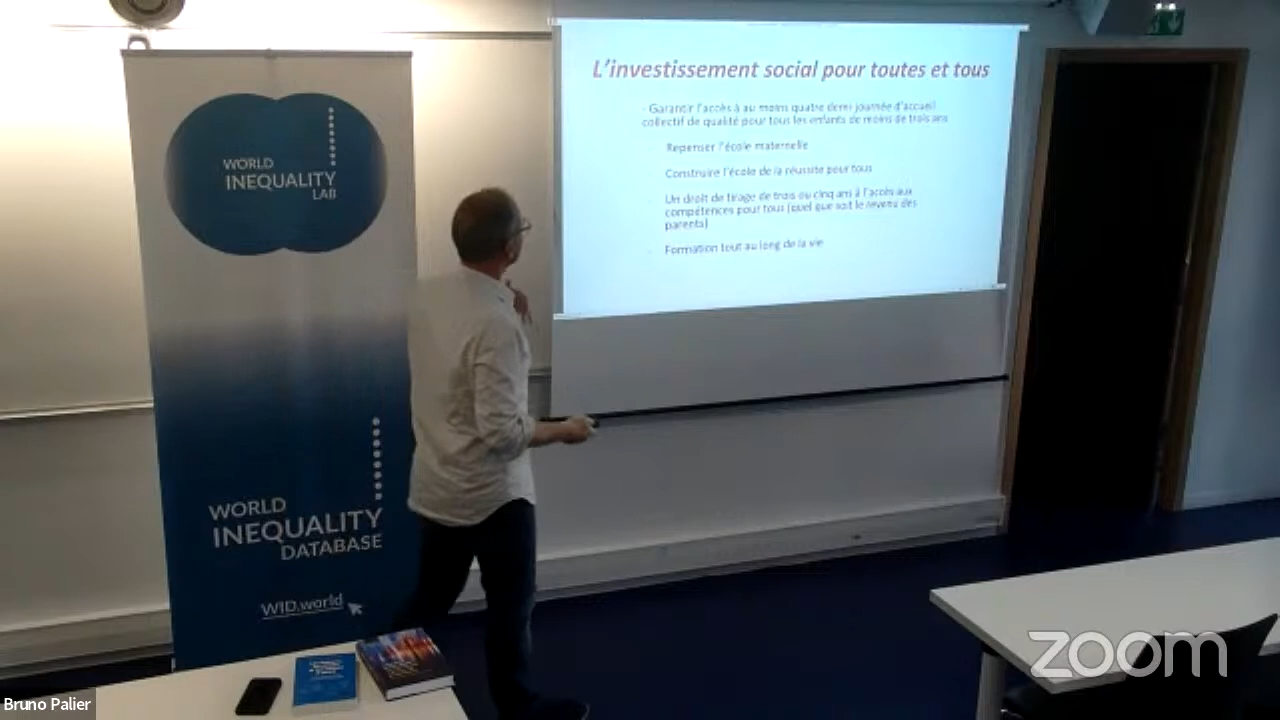 L'investissement social pour toutes et tous
- Garantir l'accès à au moins quatre demi-journée d'accueil
collectif de qualité pour tous les enfants de moins de trois ans
Repenser l'école maternelle
Construire l'école de la réussite pour tous
Un droit de tirage de trois ou cinq ans à l'accès aux
compétences pour tous (quel que soit le revenu des
parents)
Formation tout au long de la vie
WORLD
INEQUALITY
LAB
WORLD
INEQUALITY
DATABASE
WID.world
zoom
Bruno Palier